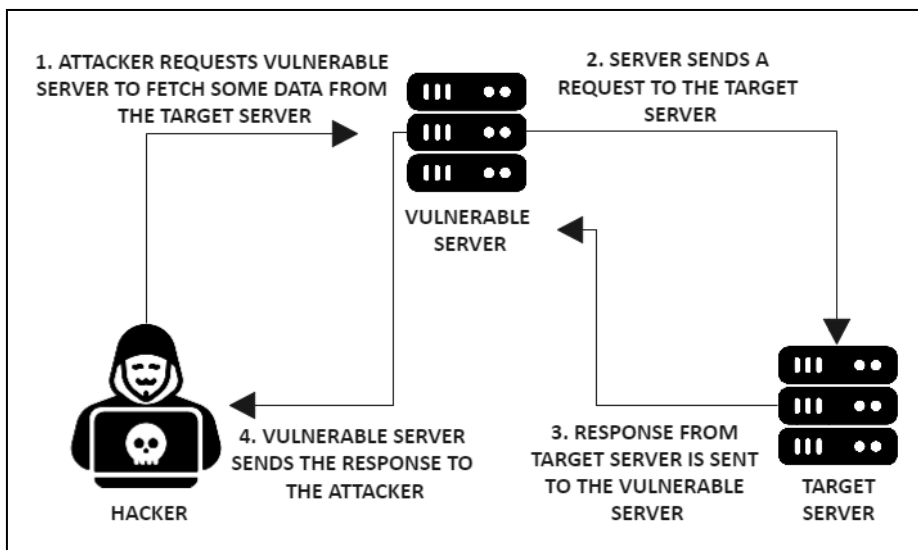 1. ATTACKER REQUESTS VULNERABLE
SERVER TO FETCH SOME DATA FROM
THE TARGET SERVER
2. SERVER SENDS A
REQUEST TO THE TARGET
SERVER
VULNERABLE
SERVER
3. RESPONSE FROM
TARGET SERVER IS SENT
TO THE VULNERABLE
SERVER
4. VULNERABLE SERVER
SENDS THE RESPONSE TO
THE ATTACKER
HACKER
TARGET
SERVER